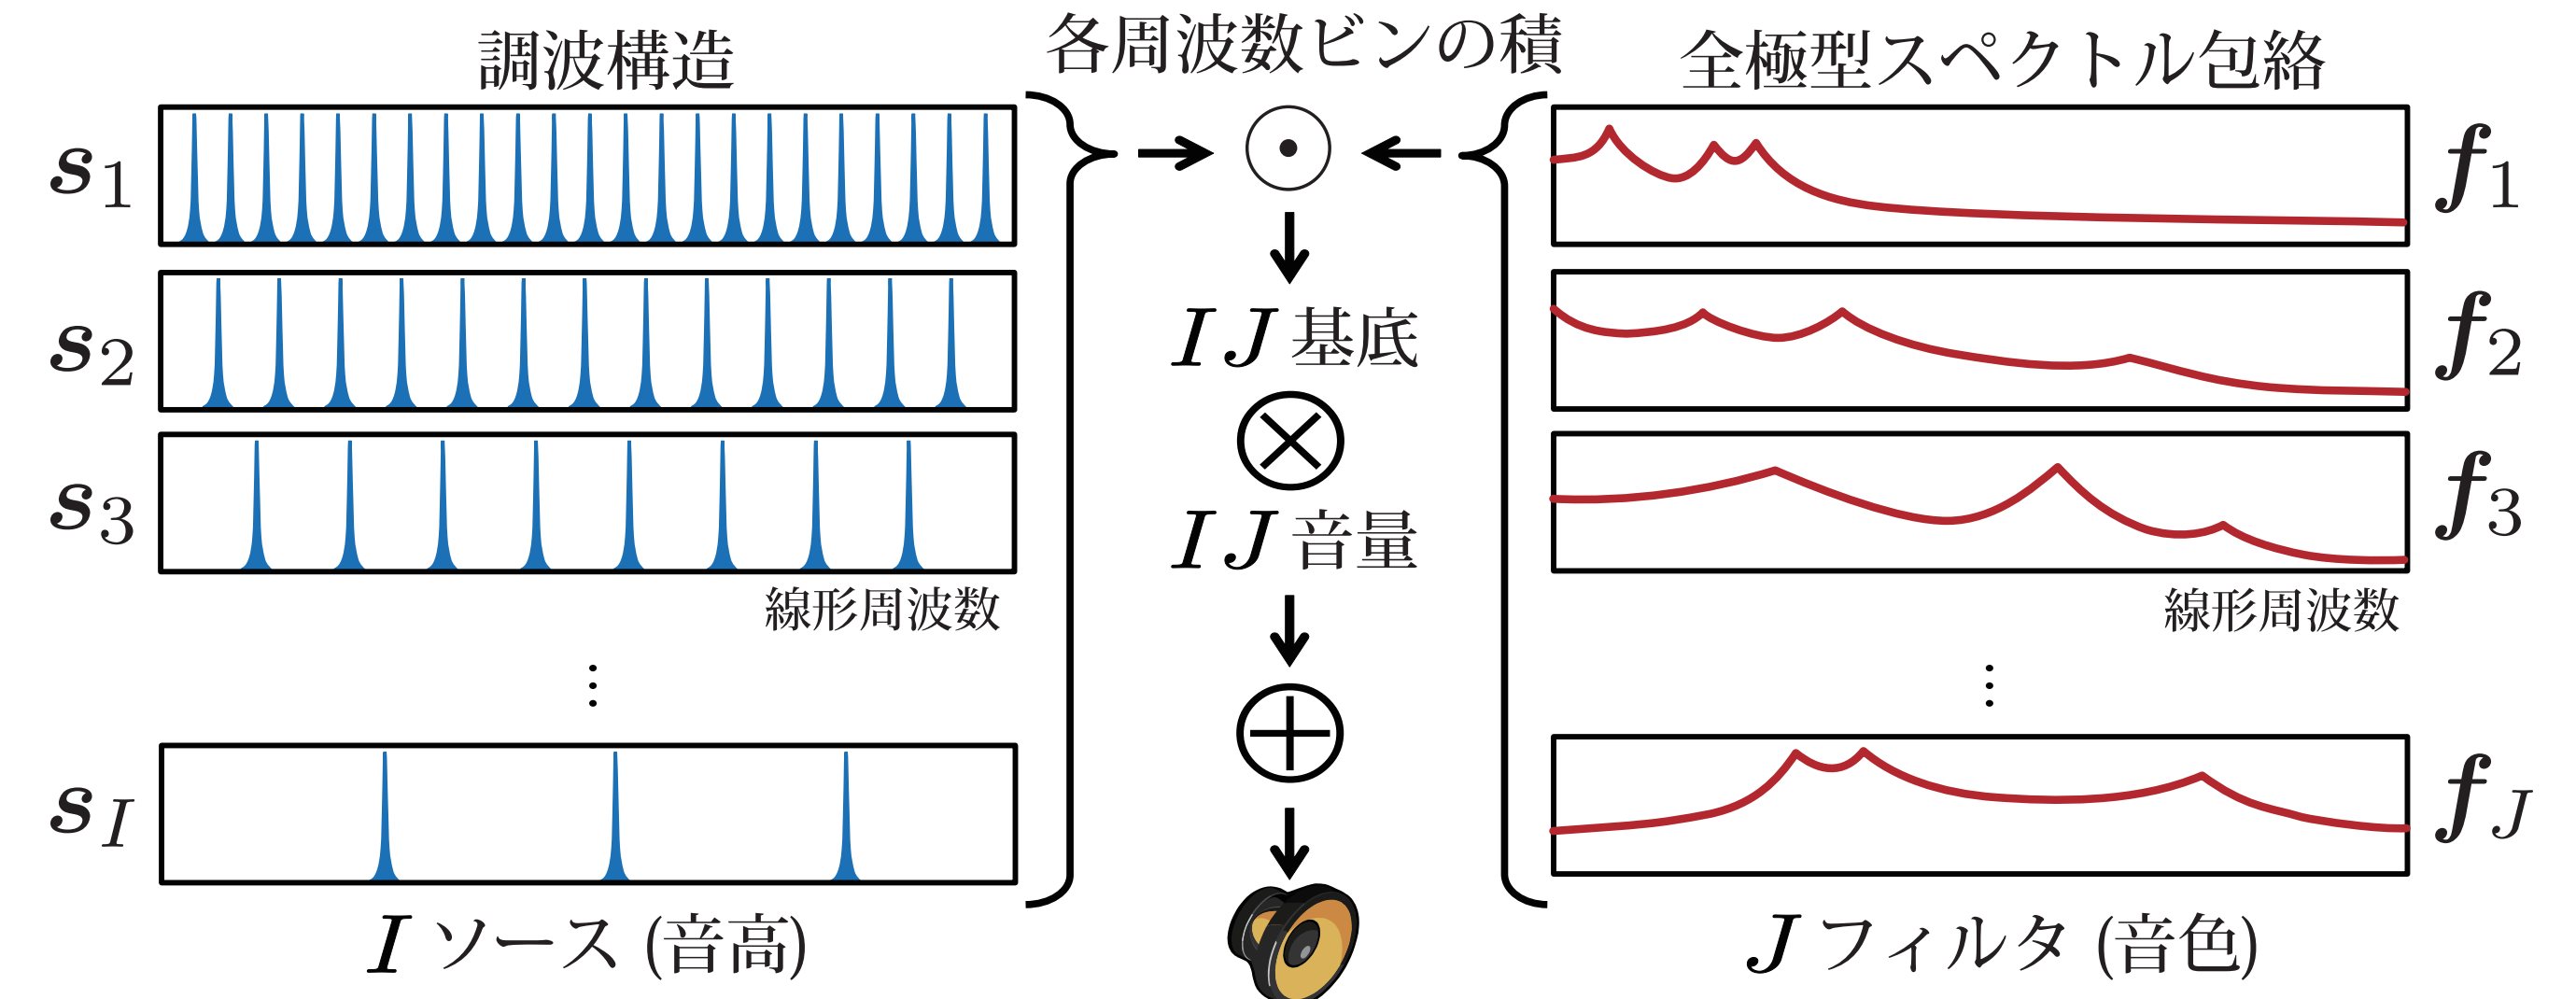 調波構造
各周波数ビンの積
全極型スペクトル包絡
s1
f1
s2
IJ 基底
f2
s3
IJ 音量
f3
線形周波数
線形周波数
⋮
⋮
sI
fJ
I ソース (音高)
J フィルタ (音色)